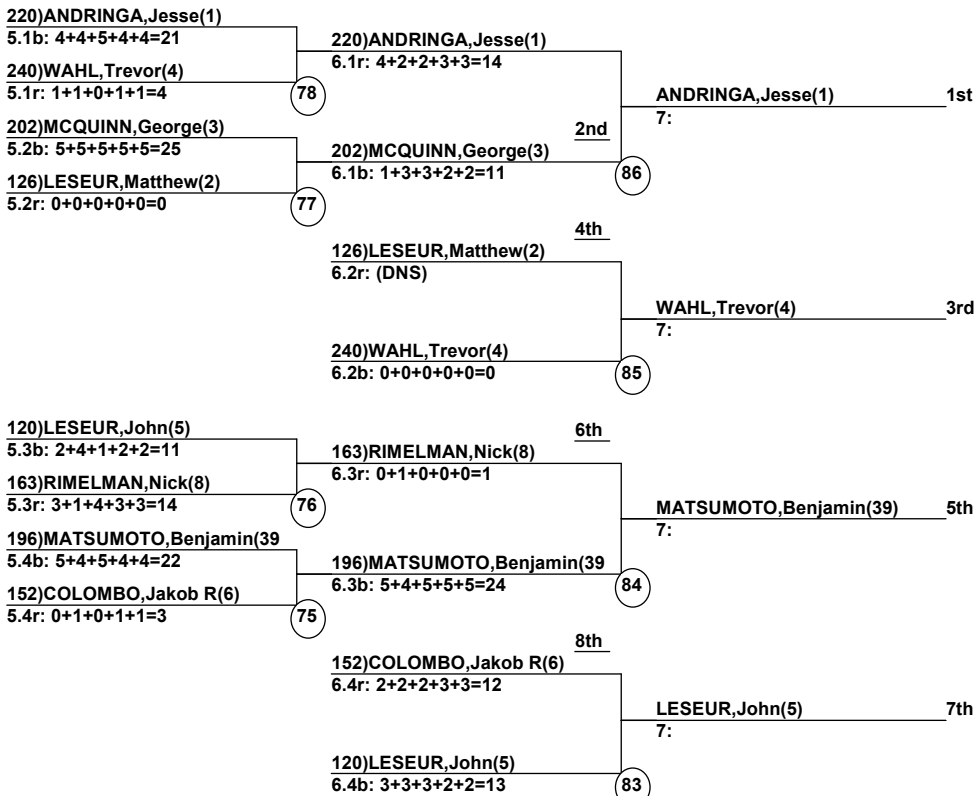 220)ANDRINGA,Jesse(1)
5.1b: 4+4+5+4+4=21
240)WAHL,Trevor(4)
5.1r: 1+1+0+1+1=4
78
202)MCQUINN,George(3)
5.2b: 5+5+5+5+5=25
126)LESEUR,Matthew(2)
5.2r: 0+0+0+0+0=0
77
220)ANDRINGA,Jesse(1)
6.1r: 4+2+2+3+3=14
2nd
202)MCQUINN,George(3)
6.1b: 1+3+3+2+2=11
86
ANDRINGA,Jesse(1) 1st
7:
4th
126)LESEUR,Matthew(2)
6.2r: (DNS)
240)WAHL,Trevor(4)
6.2b: 0+0+0+0+0=0
85
WAHL,Trevor(4) 3rd
7:
120)LESEUR,John(5)
5.3b: 2+4+1+2+2=11
163)RIMELMAN,Nick(8)
5.3r: 3+1+4+3+3=14
76
196)MATSUMOTO,Benjamin(39
5.4b: 5+4+5+4+4=22
152)COLOMBO,Jakob R(6)
5.4r: 0+1+0+1+1=3
75
6th
163)RIMELMAN,Nick(8)
6.3r: 0+1+0+0+0=1
196)MATSUMOTO,Benjamin(39
6.3b: 5+4+5+5+5=24
84
MATSUMOTO,Benjamin(39) 5th
7:
8th
152)COLOMBO,Jakob R(6)
6.4r: 2+2+2+3+3=12
120)LESEUR,John(5)
6.4b: 3+3+3+2+2=13
83
LESEUR,John(5) 7th
7: